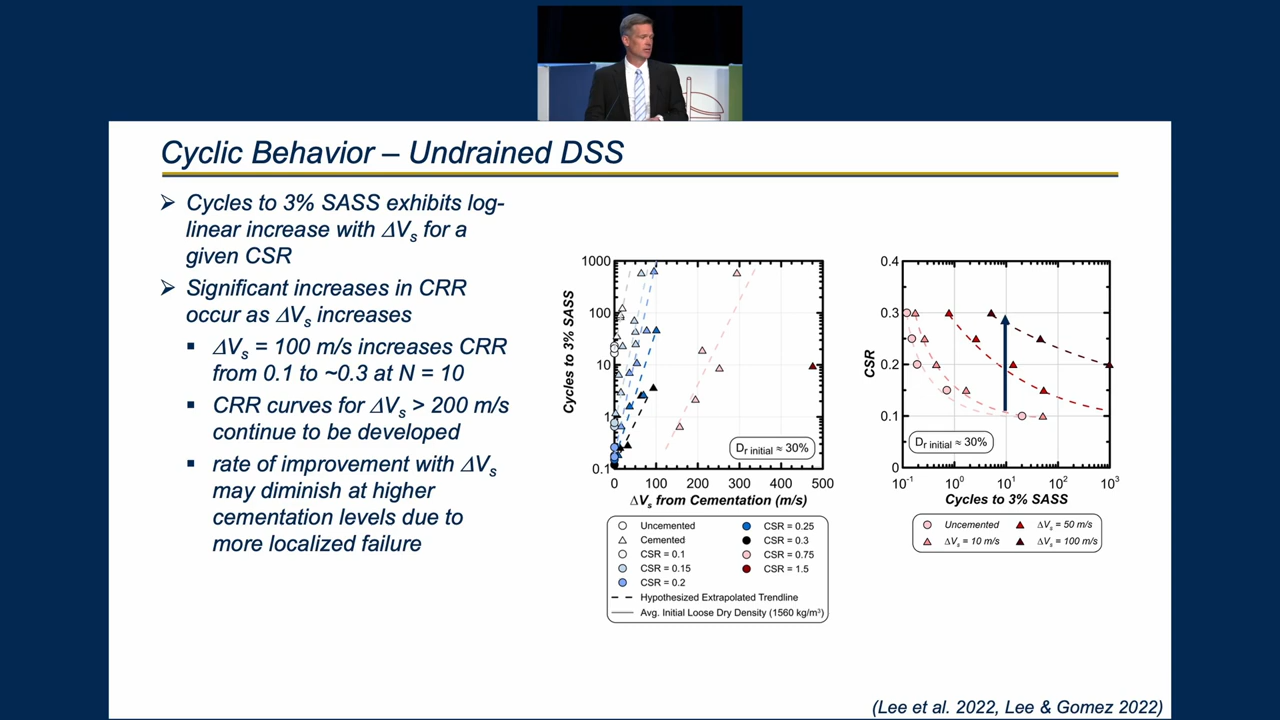 Cyclic Behavior – Undrained DSS
➢ Cycles to 3% SASS exhibits log-
linear increase with ΔVs for a
given CSR
➢ Significant increases in CRR
occur as ΔVs increases
▪ ΔVs = 100 m/s increases CRR
from 0.1 to ~0.3 at N = 10
▪ CRR curves for ΔVs > 200 m/s
continue to be developed
▪ rate of improvement with ΔVs
may diminish at higher
cementation levels due to
more localized failure
Cycles to 3% SASS
1000
100
10
1
0.1
Dr initial ≈ 30%
0 100 200 300 400 500
ΔVs from Cementation (m/s)
Uncemented
Cemented
CSR = 0.1
CSR = 0.15
CSR = 0.2
CSR = 0.25
CSR = 0.3
CSR = 0.75
CSR = 1.5
Hypothesized Extrapolated Trendline
Avg. Initial Loose Dry Density (1560 kg/m³)
CSR
0.4
0.3
0.2
0.1
0
Dr initial ≈ 30%
10⁻¹ 10⁰ 10¹ 10² 10³
Cycles to 3% SASS
Uncemented
ΔVs = 10 m/s
ΔVs = 50 m/s
ΔVs = 100 m/s
(Lee et al. 2022, Lee & Gomez 2022)